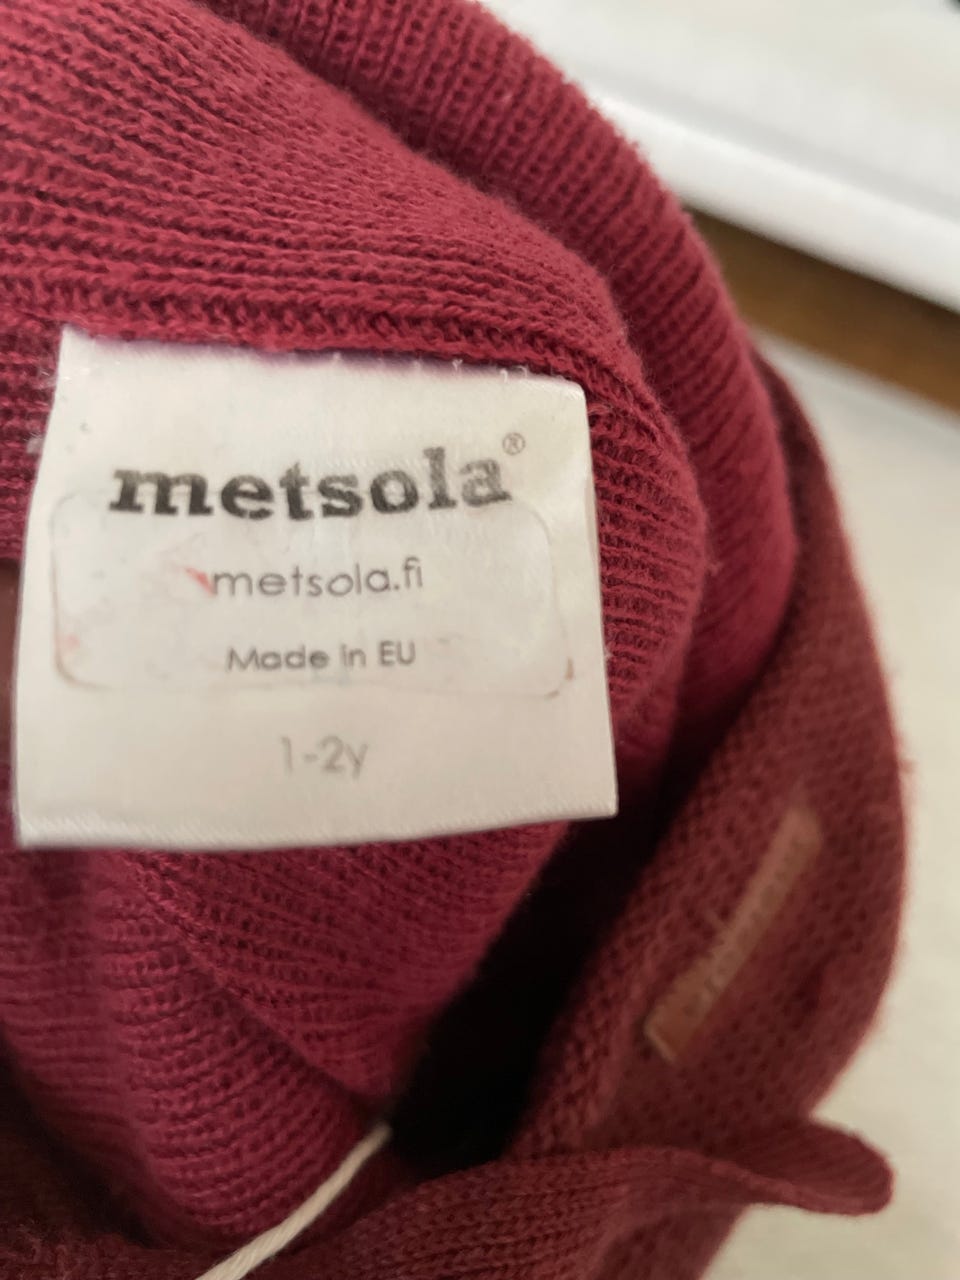 metsola®
metsola.fi
Made in EU
1-2y